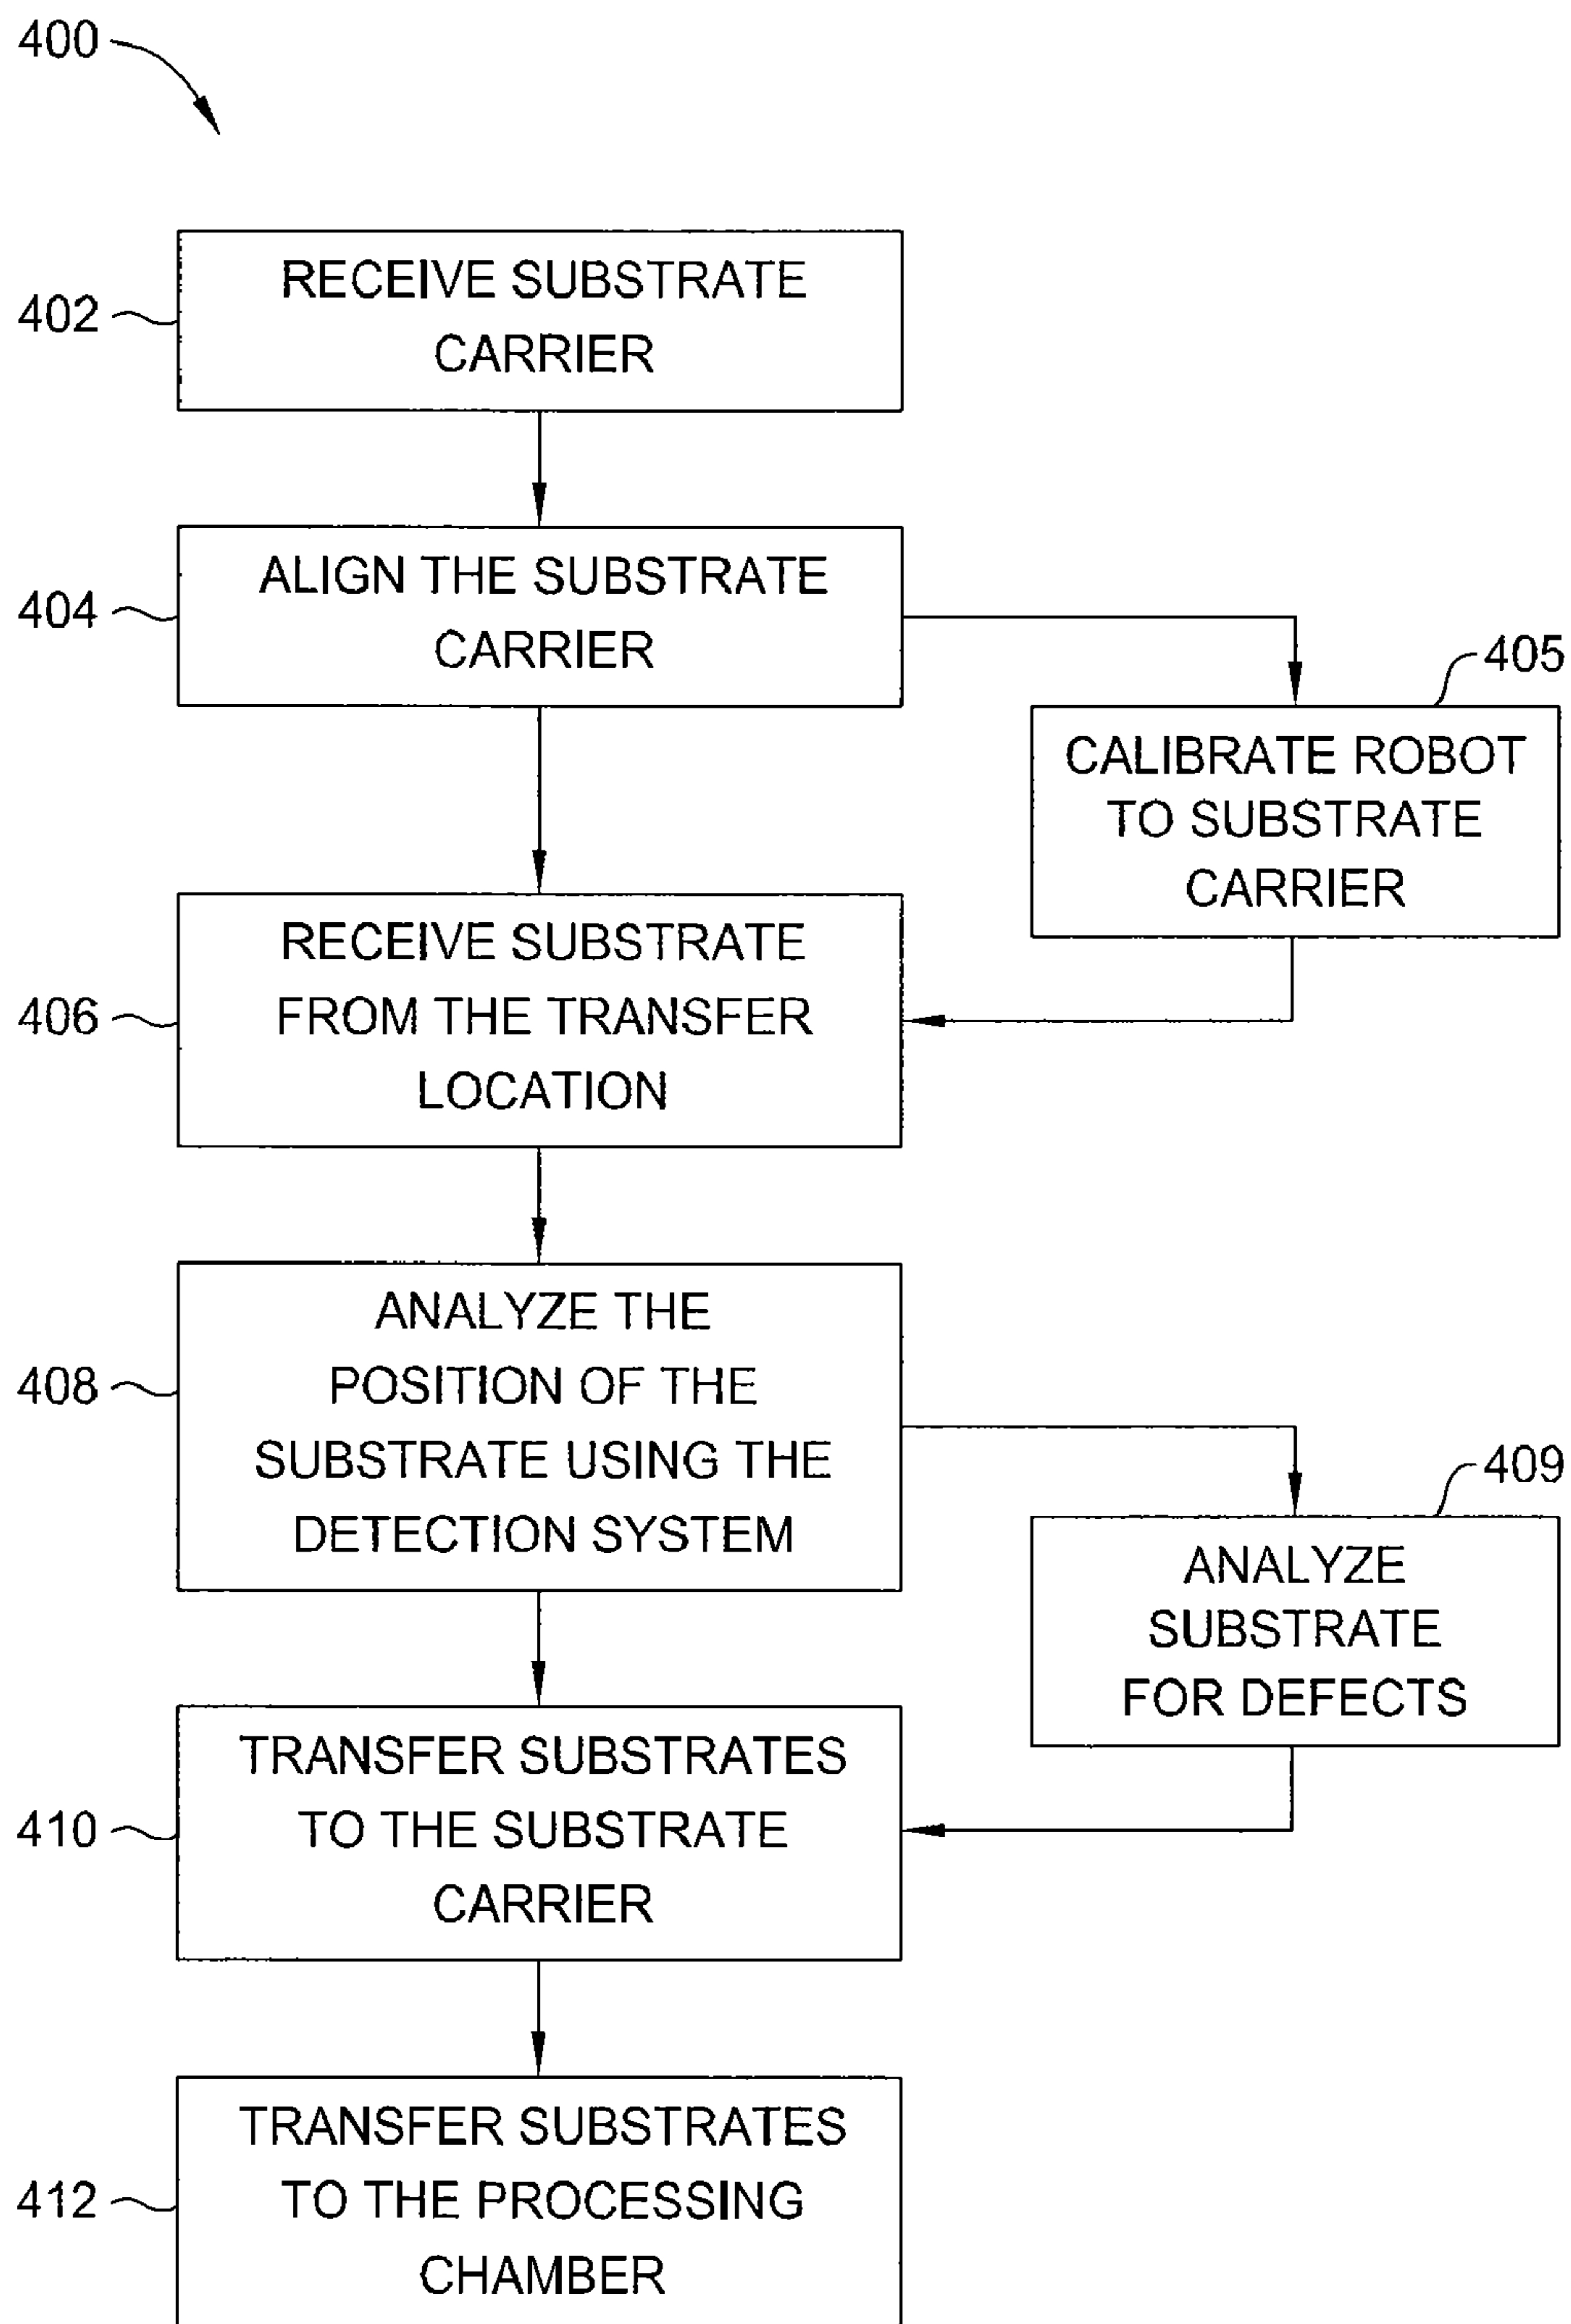 400
402
RECEIVE SUBSTRATE
CARRIER
404
ALIGN THE SUBSTRATE
CARRIER
405
CALIBRATE ROBOT
TO SUBSTRATE
CARRIER
406
RECEIVE SUBSTRATE
FROM THE TRANSFER
LOCATION
408
ANALYZE THE
POSITION OF THE
SUBSTRATE USING THE
DETECTION SYSTEM
409
ANALYZE
SUBSTRATE
FOR DEFECTS
410
TRANSFER SUBSTRATES
TO THE SUBSTRATE
CARRIER
412
TRANSFER SUBSTRATES
TO THE PROCESSING
CHAMBER